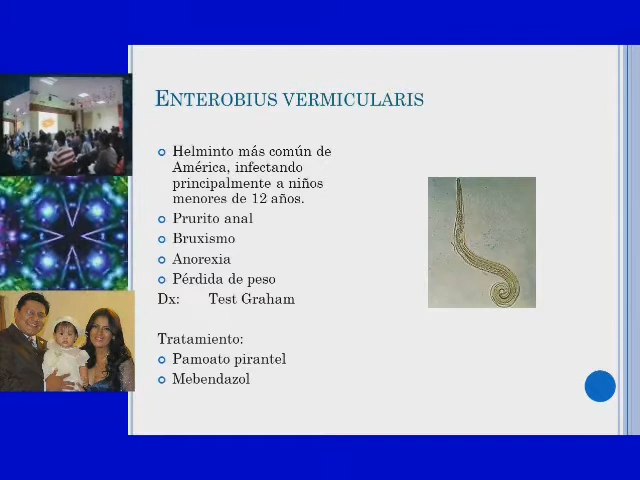 ENTEROBIUS VERMICULARIS
Helminto más común de
América, infectando
principalmente a niños
menores de 12 años.
Prurito anal
Bruxismo
Anorexia
Pérdida de peso
Dx: Test Graham
Tratamiento:
Pamoato pirantel
Mebendazol